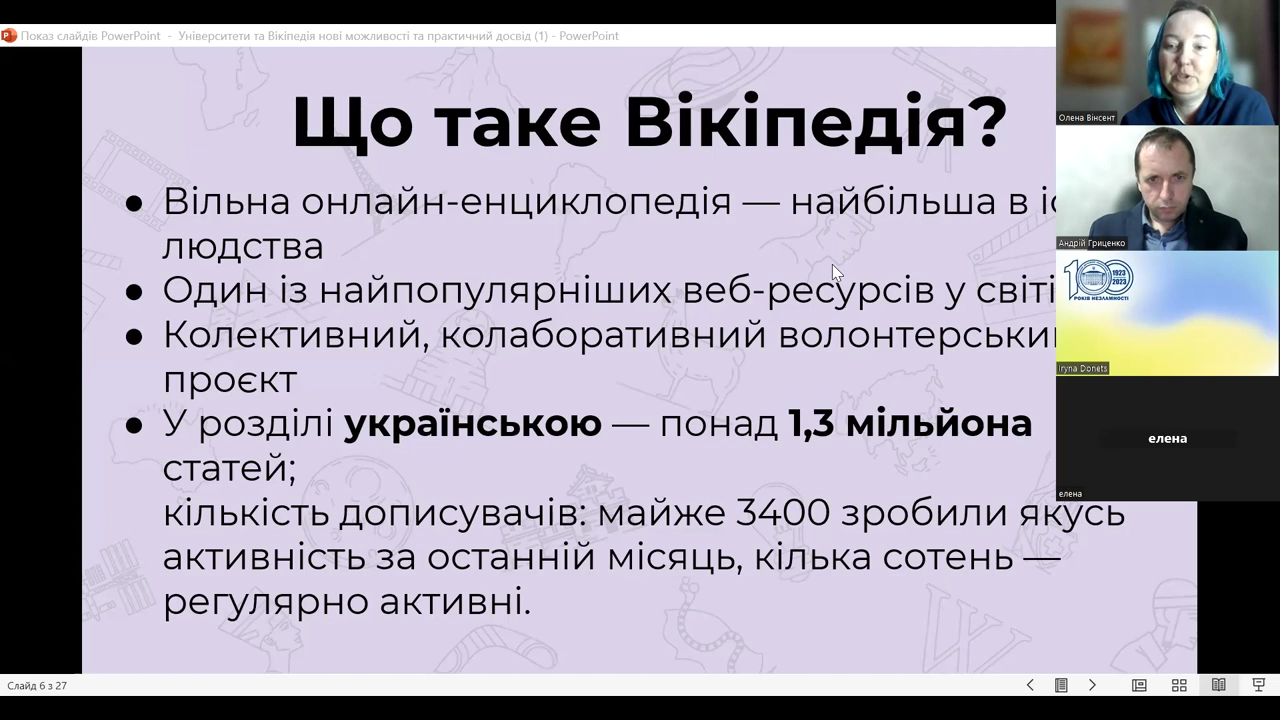 Показ слайдів PowerPoint - Університети та Вікіпедія нові можливості та практичний досвід (1) - PowerPoint
Що таке Вікіпедія?
● Вільна онлайн-енциклопедія — найбільша в іс
людства
● Один із найпопулярніших веб-ресурсів у світі
● Колективний, колаборативний волонтерськи
проєкт
● У розділі українською — понад 1,3 мільйона
статей;
кількість дописувачів: майже 3400 зробили якусь
активність за останній місяць, кілька сотень —
регулярно активні.
Олена Вінсент
Андрій Гриценко
100
1923
2023
РОКІВ НЕЗЛАМНОСТІ
Iryna Donets
елена
елена
Слайд 6 з 27